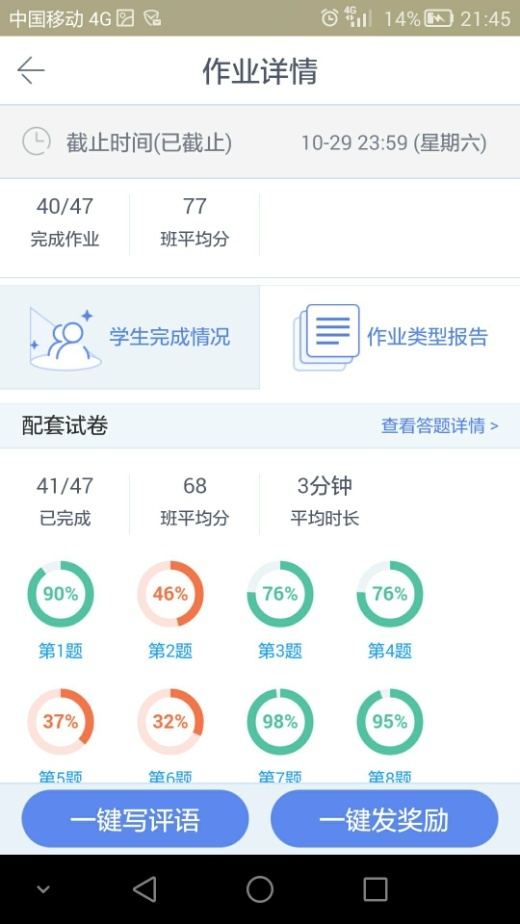 中国移动 4G 4G 14% 21:45
作业详情
截止时间(已截止) 10-29 23:59 (星期六)
40/47 77
完成作业 班平均分
学生完成情况 作业类型报告
配套试卷 查看答题详情 >
41/47 68 3分钟
已完成 班平均分 平均时长
90% 46% 76% 76%
第1题 第2题 第3题 第4题
37% 32% 98% 95%
第5题 第6题 第7题 第8题
一键写评语 一键发奖励